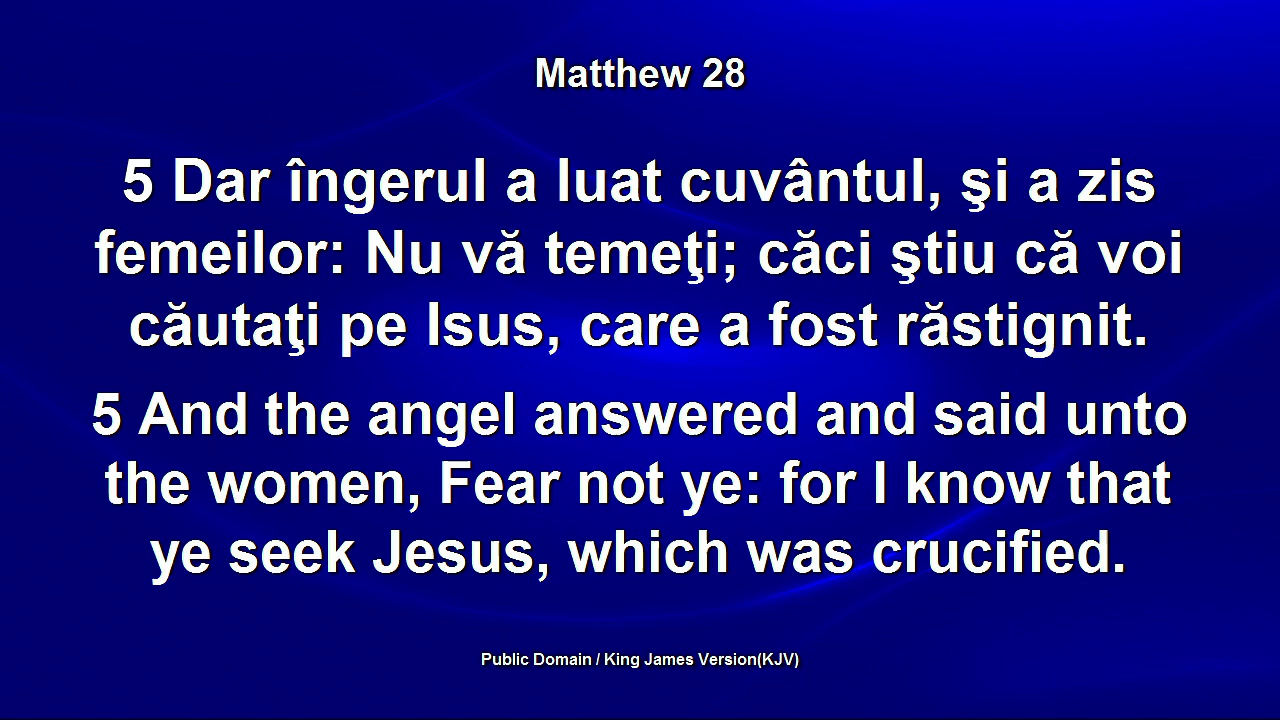 Matthew 28
5 Dar îngerul a luat cuvântul, şi a zis
femeilor: Nu vă temeţi; căci ştiu că voi
căutaţi pe Isus, care a fost răstignit.
5 And the angel answered and said unto
the women, Fear not ye: for I know that
ye seek Jesus, which was crucified.
Public Domain / King James Version(KJV)